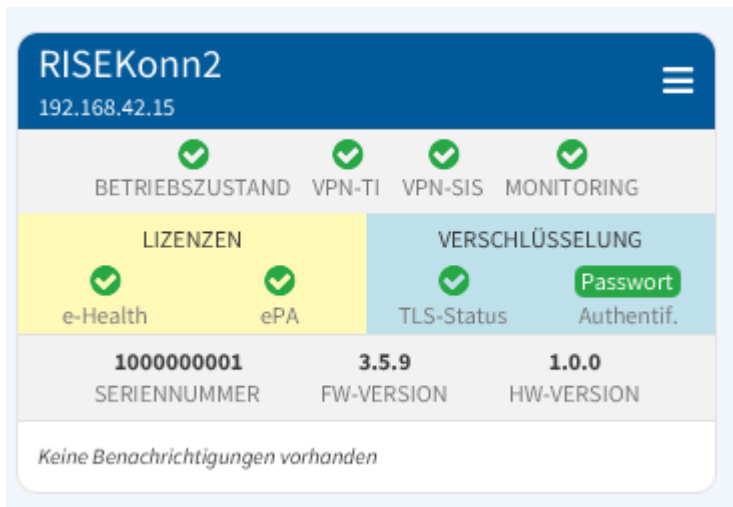 RISEKonn2
192.168.42.15
BETRIEBSZUSTAND VPN-TI VPN-SIS MONITORING
LIZENZEN VERSCHLÜSSELUNG
Passwort
e-Health ePA TLS-Status Authentif.
1000000001 3.5.9 1.0.0
SERIENNUMMER FW-VERSION HW-VERSION
Keine Benachrichtigungen vorhanden